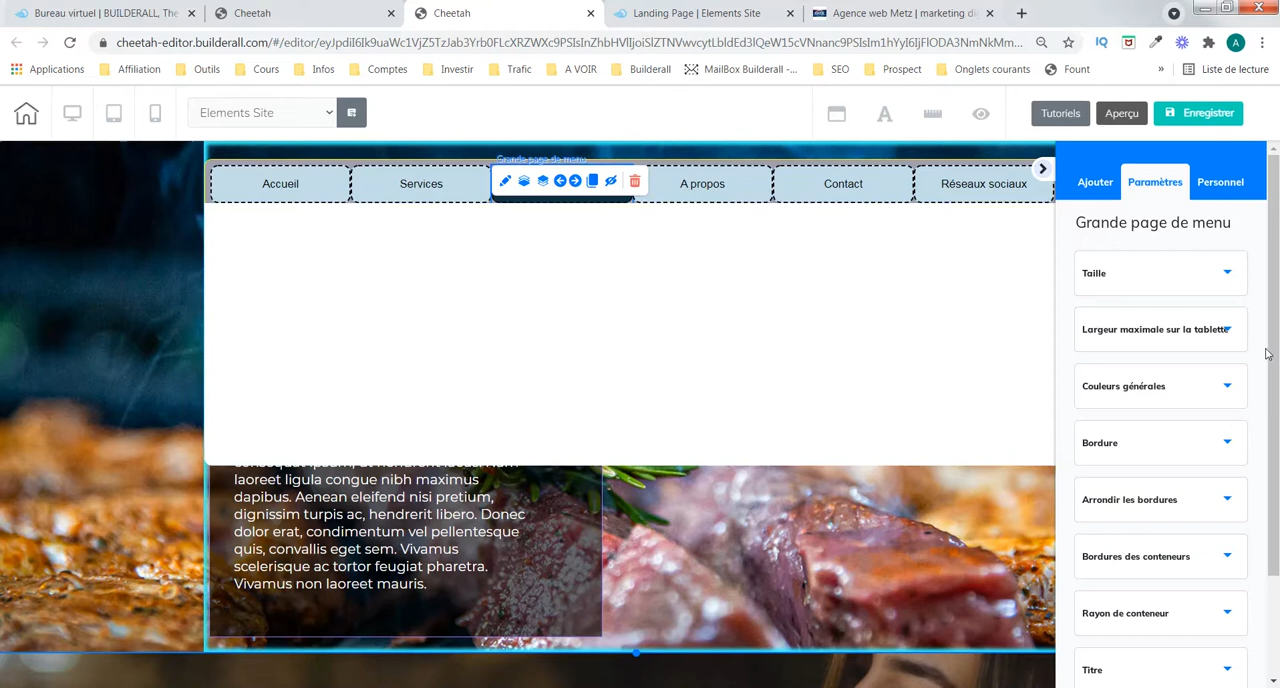 Bureau virtuel | BUILDERALL, The
Cheetah
Cheetah
Landing Page | Elements Site
Agence web Metz | marketing di
A
Applications
Affiliation
Outils
Cours
Infos
Comptes
Investir
Trafic
A VOIR
Builderall
MailBox Builderall -...
SEO
Prospect
Onglets courants
Fount
»
Liste de lecture
Elements Site
Tutoriels
Aperçu
Enregistrer
Grande page de menu
Accueil
Services
A propos
Contact
Réseaux sociaux
Ajouter
Paramètres
Personnel
Grande page de menu
Taille
Largeur maximale sur la tablette
Couleurs générales
Bordure
Arrondir les bordures
Bordures des conteneurs
Rayon de conteneur
Titre
laoreet ligula congue nibh maximus
dapibus. Aenean eleifend nisi pretium,
dignissim turpis ac, hendrerit libero. Donec
dolor erat, condimentum vel pellentesque
quis, convallis eget sem. Vivamus
scelerisque ac tortor feugiat pharetra.
Vivamus non laoreet mauris.